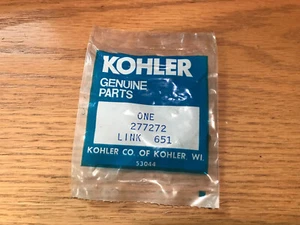 KOHLER
GENUINE
PARTS
ONE
277272
LINK 651
KOHLER CO. OF KOHLER, WI.
53044